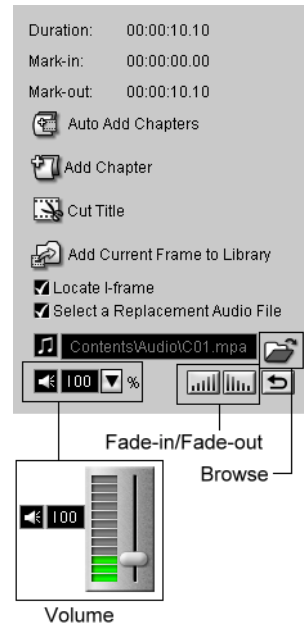 Duration: 00:00:10.10
Mark-in: 00:00:00.00
Mark-out: 00:00:10.10
Auto Add Chapters
Add Chapter
Cut Title
Add Current Frame to Library
Locate I-frame
Select a Replacement Audio File
Contents\Audio\C01.mpa
100 %
Fade-in/Fade-out
Browse
100
Volume